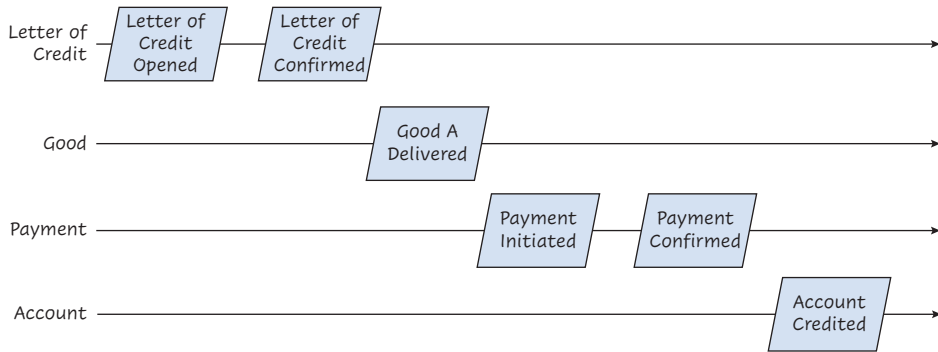 Letter of
Credit
Letter of
Credit
Opened
Letter of
Credit
Confirmed
Good
Good A
Delivered
Payment
Payment
Initiated
Payment
Confirmed
Account
Account
Credited